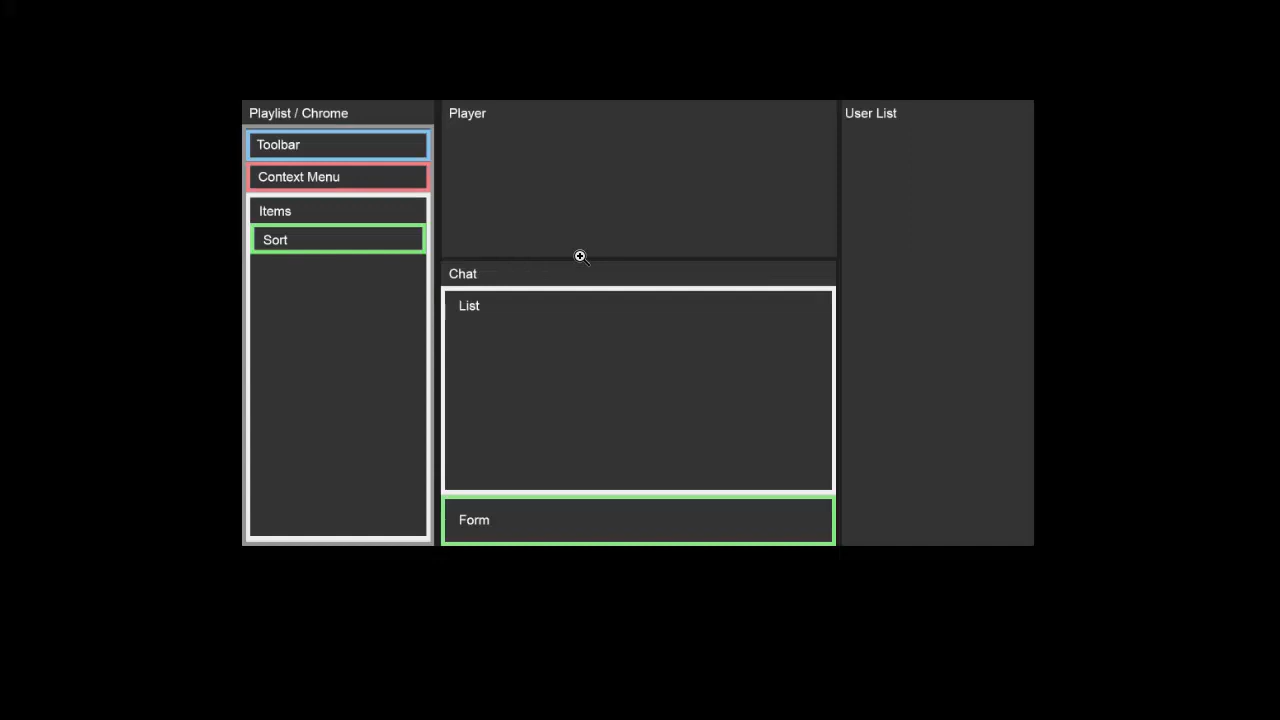 Playlist / Chrome
Toolbar
Context Menu
Items
Sort
Player
Chat
List
Form
User List